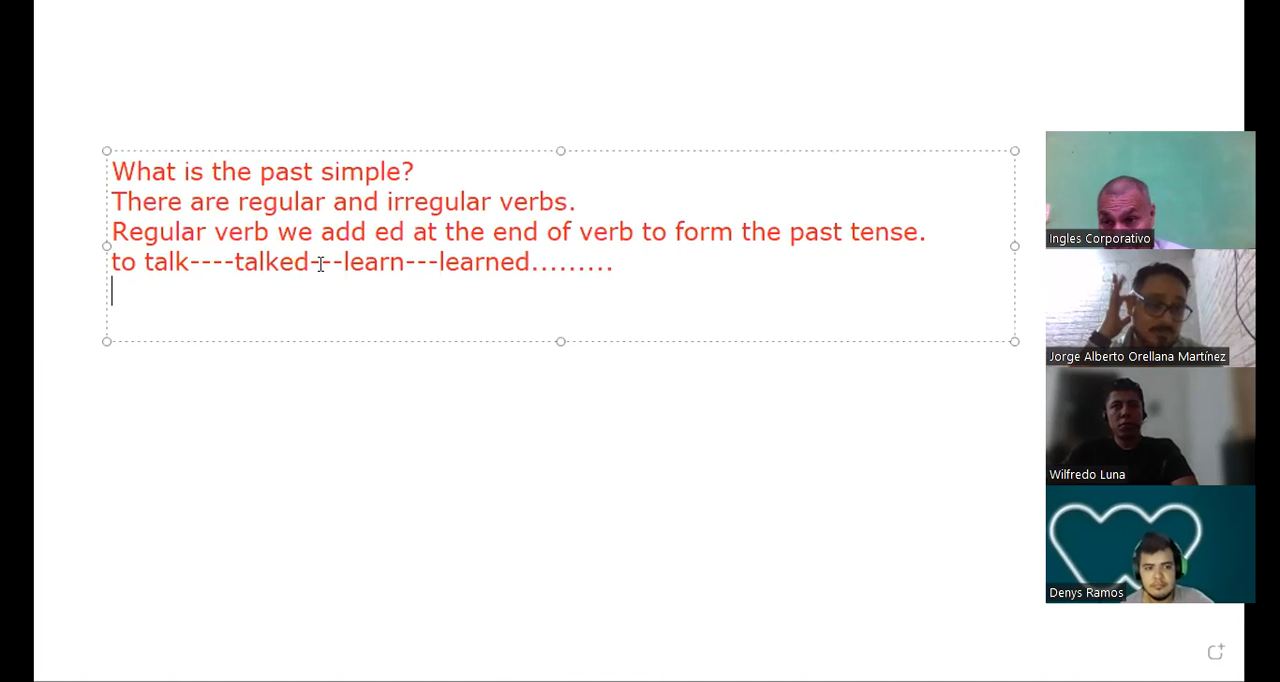 What is the past simple?
There are regular and irregular verbs.
Regular verb we add ed at the end of verb to form the past tense.
to talk----talked---learn---learned.........
Ingles Corporativo
Jorge Alberto Orellana Martínez
Wilfredo Luna
Denys Ramos